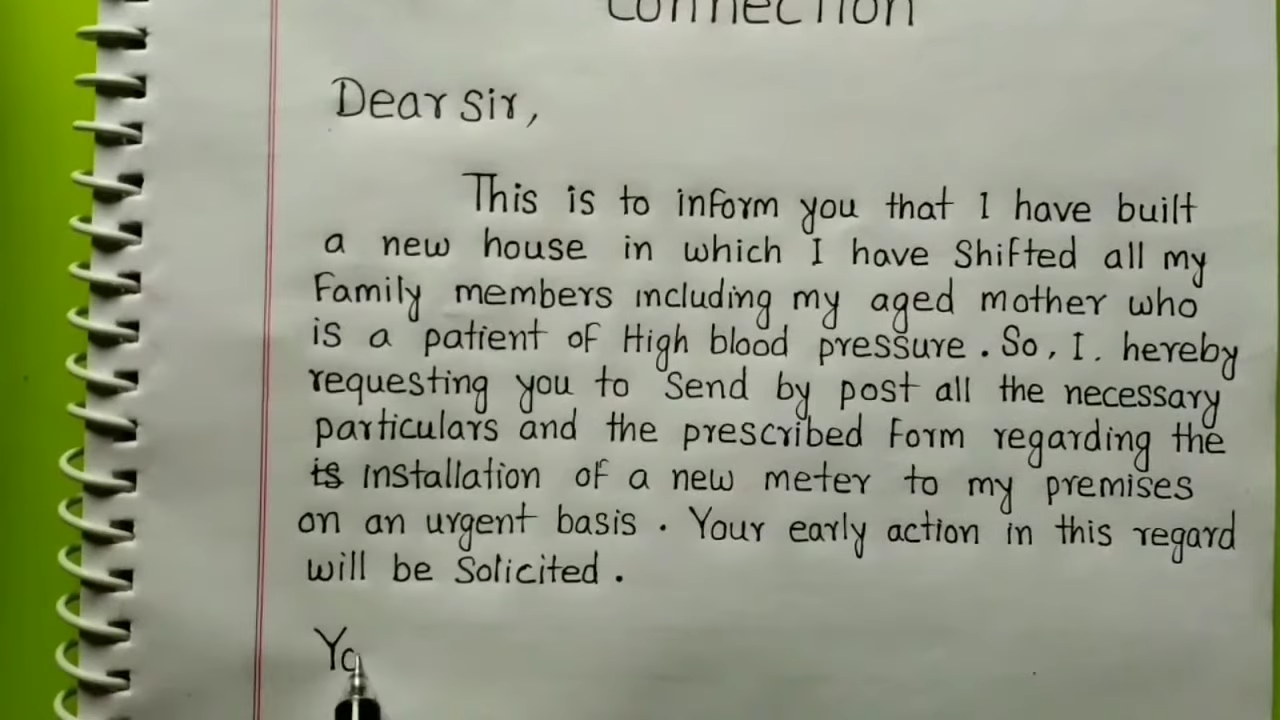 Connection
Dear Sir,
This is to inform you that I have built
a new house in which I have Shifted all my
Family members including my aged mother who
is a patient of High blood pressure. So, I. hereby
requesting you to Send by post all the necessary
particulars and the prescribed Form regarding the
is installation of a new meter to my premises
on an urgent basis. Your early action in this regard
will be Solicited.
Yo